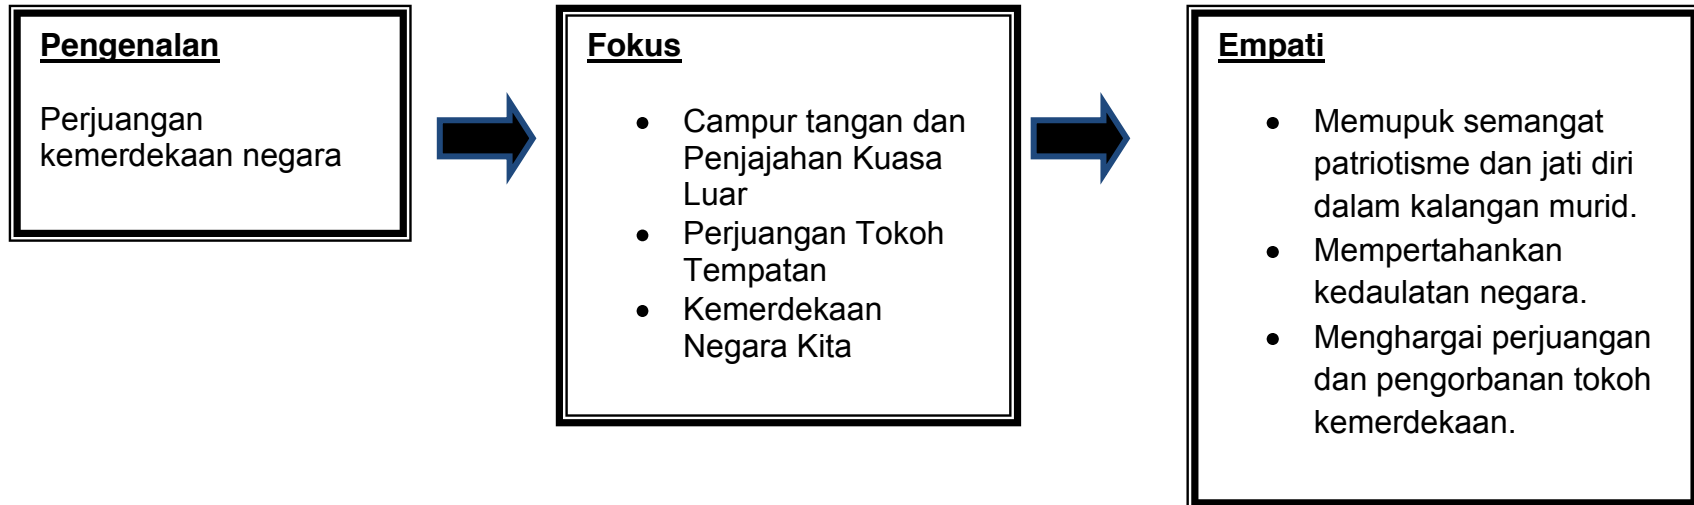 Pengenalan
Perjuangan
kemerdekaan negara
Fokus
• Campur tangan dan
Penjajahan Kuasa
Luar
• Perjuangan Tokoh
Tempatan
• Kemerdekaan
Negara Kita
Empati
• Memupuk semangat
patriotisme dan jati diri
dalam kalangan murid.
• Mempertahankan
kedaulatan negara.
• Menghargai perjuangan
dan pengorbanan tokoh
kemerdekaan.